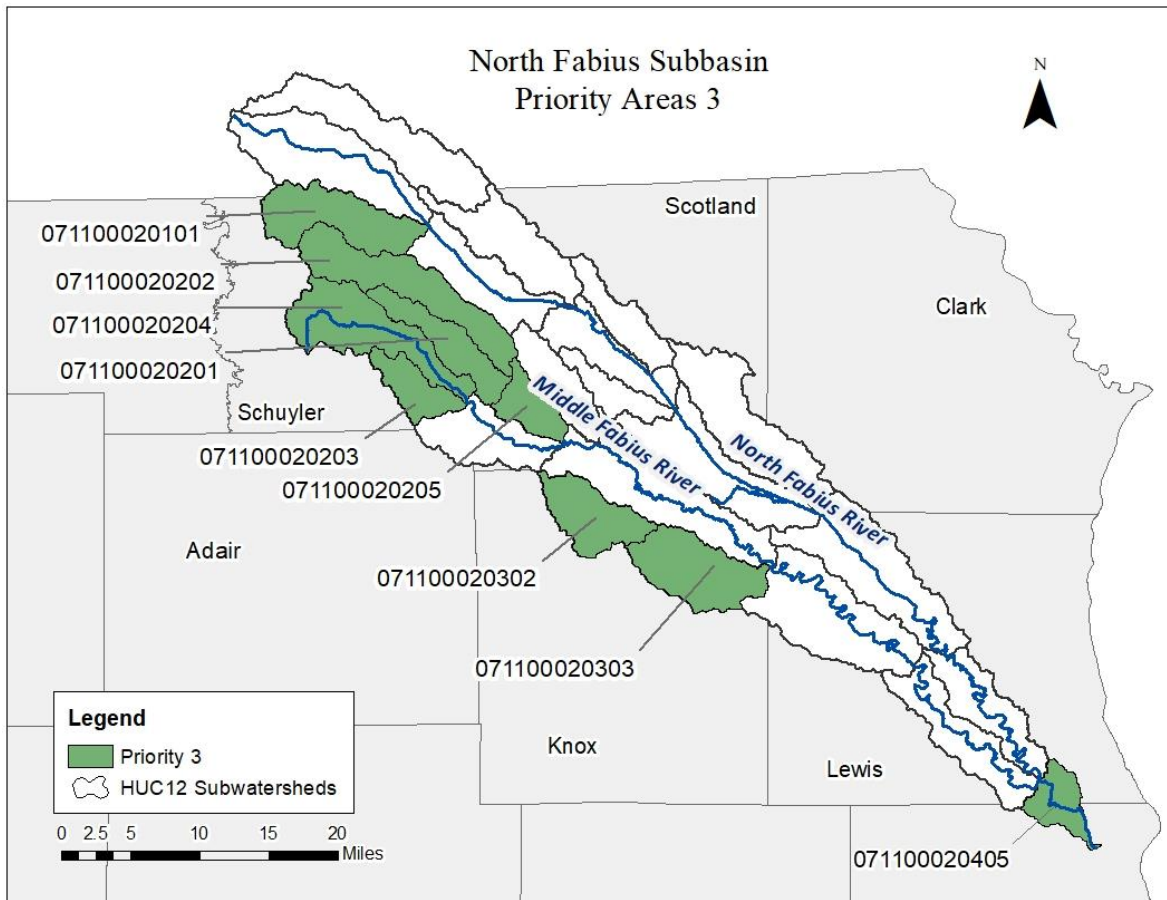 North Fabius Subbasin
Priority Areas 3
N
Scotland
071100020101
071100020202
Clark
071100020204
071100020201
Schuyler
Middle Fabius River
North Fabius River
071100020203
071100020205
Adair
071100020302
071100020303
Legend
Priority 3
HUC12 Subwatersheds
Knox
Lewis
0 2.5 5 10 15 20
Miles
071100020405